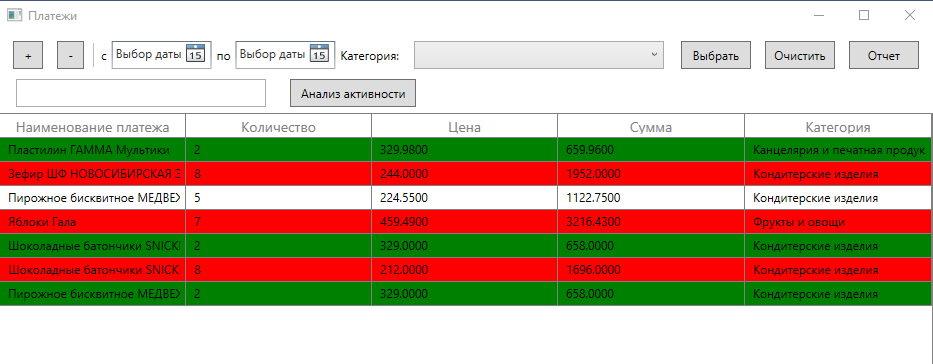 Платежи
+ - с Выбор даты 15 по Выбор даты 15 Категория: Выбрать Очистить Отчет
Анализ активности
Наименование платежа Количество Цена Сумма Категория
Пластилин ГАММА Мультики 2 329.9800 659.9600 Канцелярия и печатная продук
Зефир ШФ НОВОСИБИРСКАЯ 8 244.0000 1952.0000 Кондитерские изделия
Пирожное бисквитное МЕДВЕЖ 5 224.5500 1122.7500 Кондитерские изделия
Яблоки Гала 7 459.4900 3216.4300 Фрукты и овощи
Шоколадные батончики SNICK 2 329.0000 658.0000 Кондитерские изделия
Шоколадные батончики SNICK 8 212.0000 1696.0000 Кондитерские изделия
Пирожное бисквитное МЕДВЕЖ 2 329.0000 658.0000 Кондитерские изделия